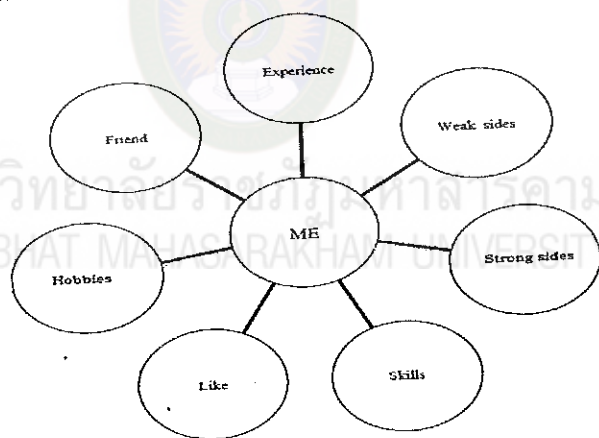 Experience
Friend
Weak sides
วิทยาลัยราชภัฏมหาสารคาม
ME
BHAT MAHASARAKHAM UNIVERSIT
Strong sides
Hobbies
Like
Skills